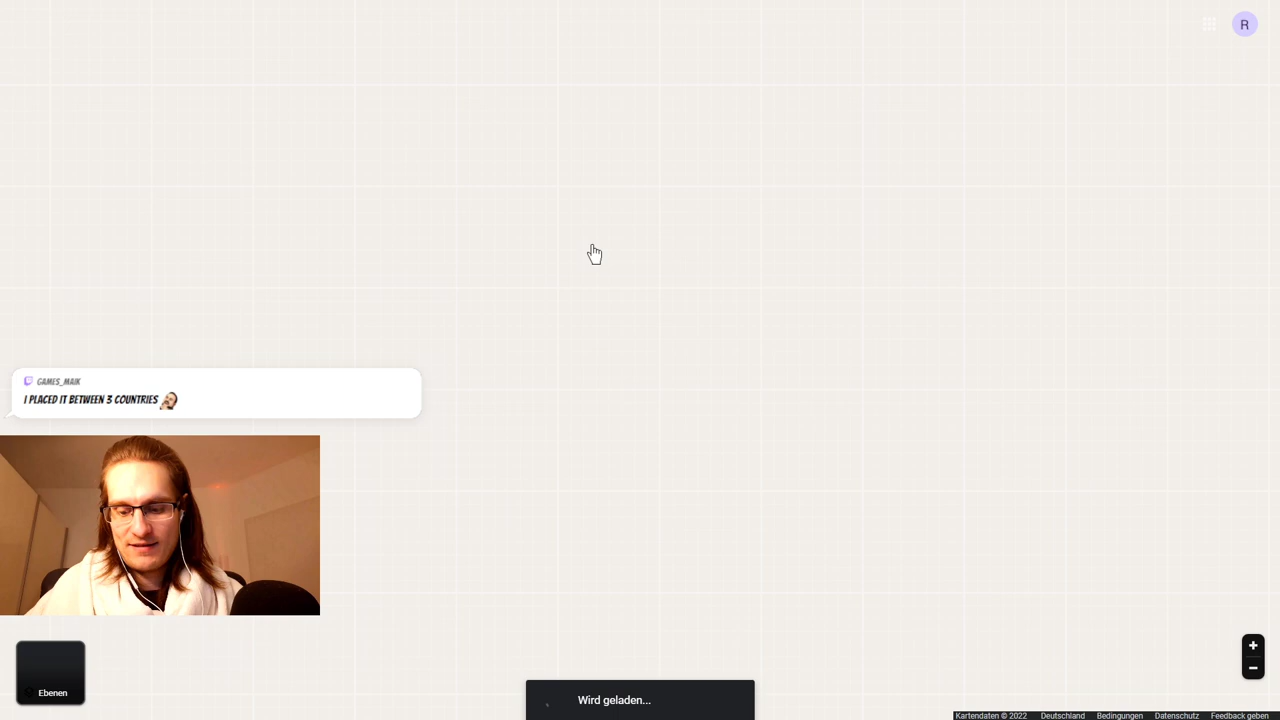 R
GAMES_MAIK
I PLACED IT BETWEEN 3 COUNTRIES
Ebenen
Wird geladen...
+
−
Kartendaten © 2022 Deutschland Bedingungen Datenschutz Feedback geben